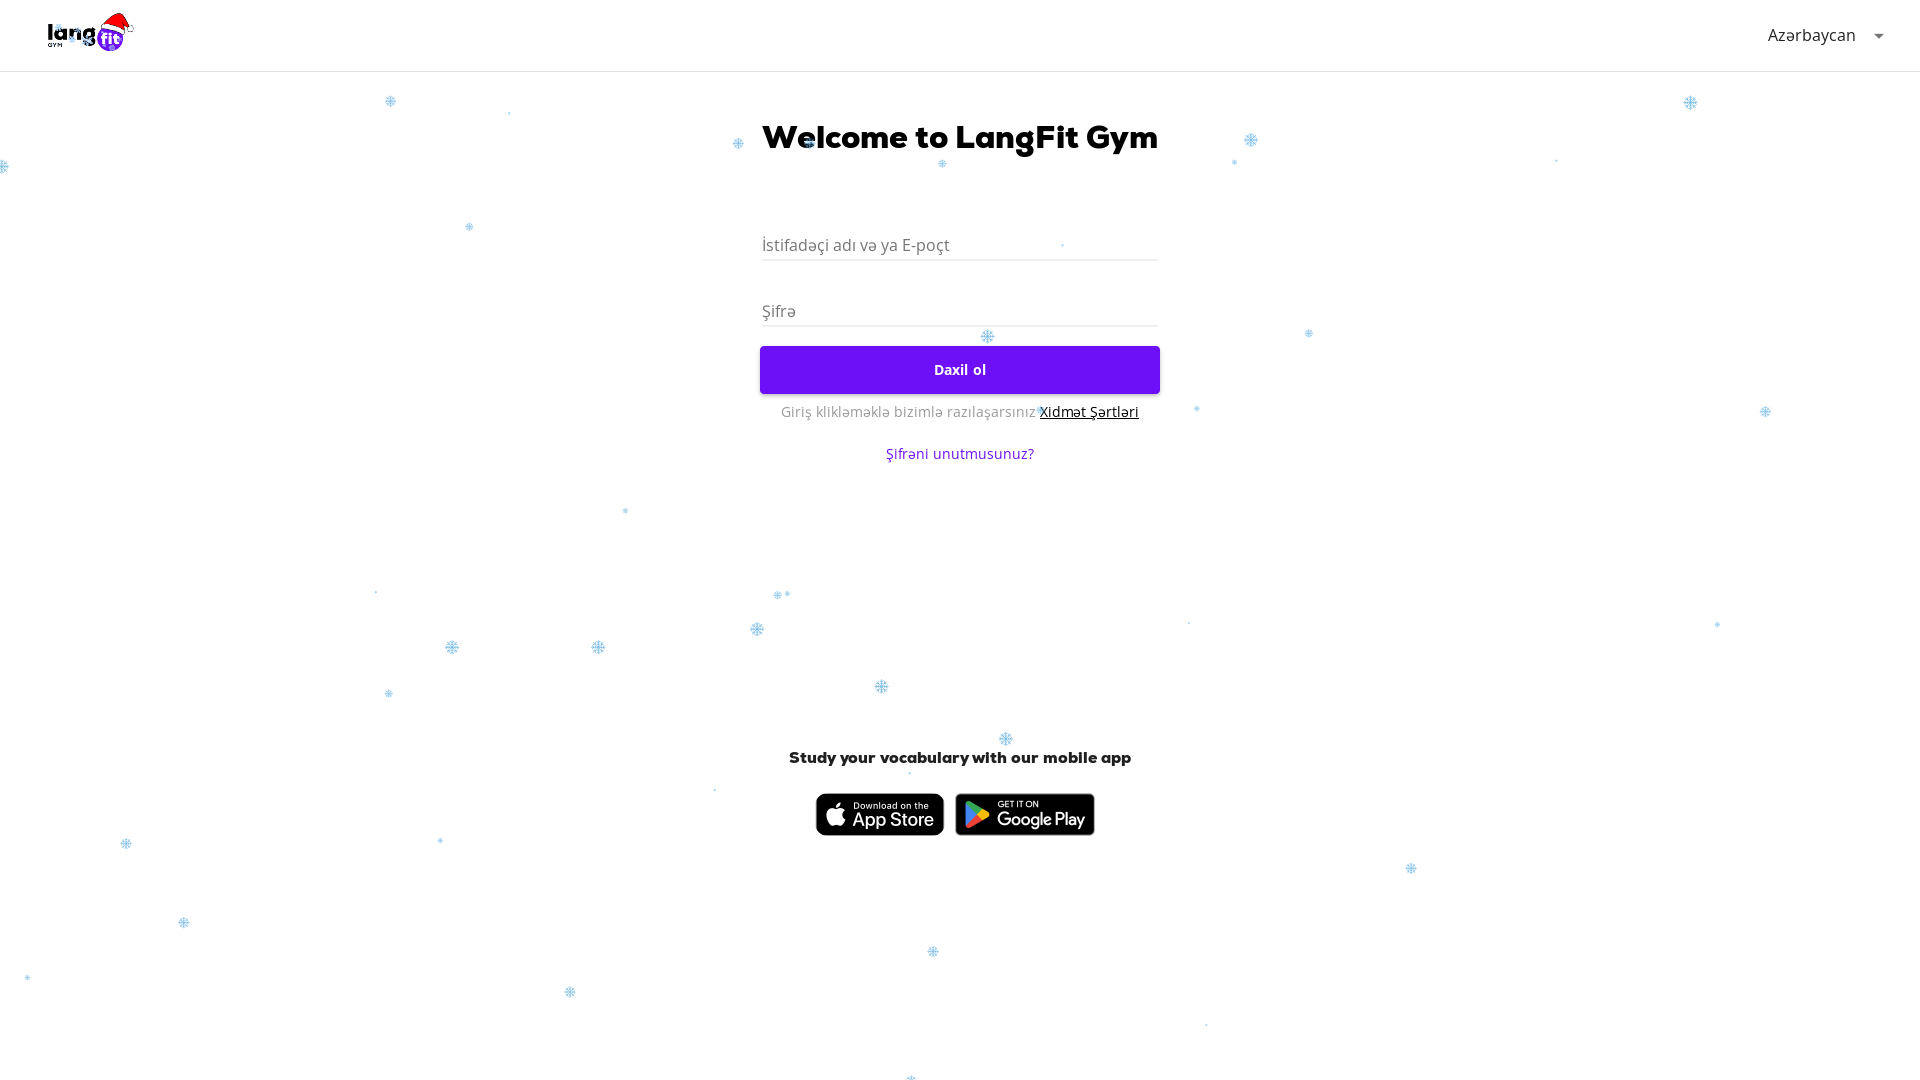 lang fit
GYM
Azərbaycan
Welcome to LangFit Gym
İstifadəçi adı və ya E-poçt
Şifrə
Daxil ol
Giriş klikləməklə bizimlə razılaşarsınız Xidmət Şərtləri
Şifrəni unutmusunuz?
Study your vocabulary with our mobile app
Download on the
App Store
GET IT ON
Google Play